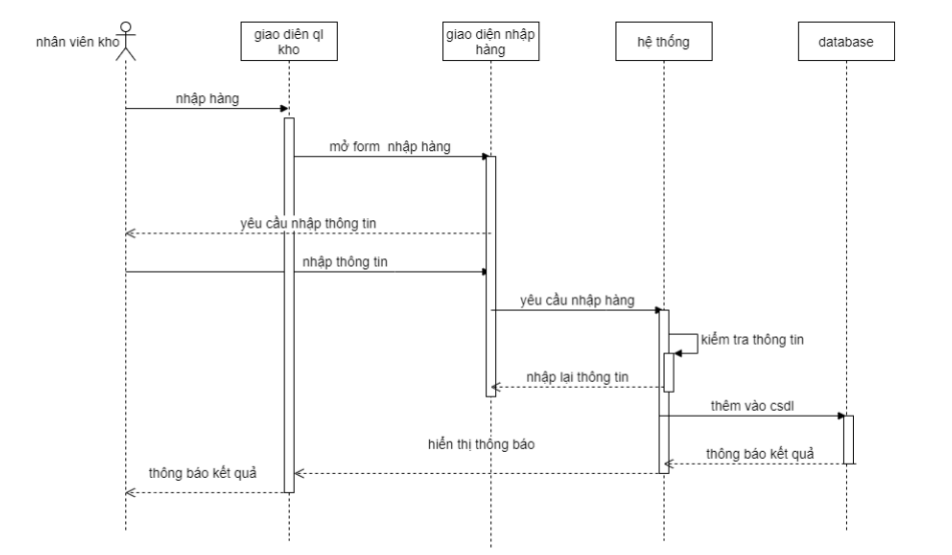 nhân viên kho
giao diên ql
kho
giao diện nhập
hàng
hệ thống
database
nhập hàng
mở form nhập hàng
yêu cầu nhập thông tin
nhập thông tin
yêu cầu nhập hàng
kiểm tra thông tin
nhập lại thông tin
thêm vào csdl
hiển thị thông báo
thông báo kết quả
thông báo kết quả